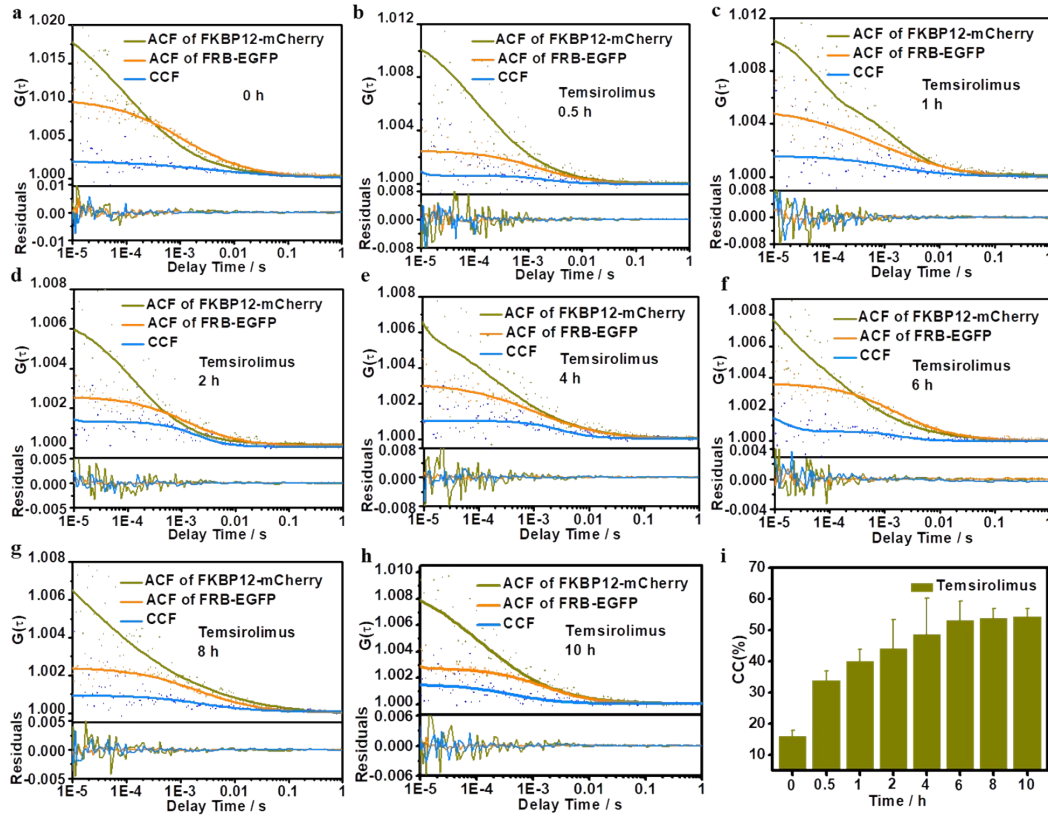 a
1.020
1.015
1.010
1.005
1.000
G(τ)
ACF of FKBP12-mCherry
ACF of FRB-EGFP
CCF
0 h
0.01
0.00
-0.01
Residuals
1E-5 1E-4 1E-3 0.01 0.1 1
Delay Time / s
b
1.012
1.008
1.004
1.000
G(τ)
ACF of FKBP12-mCherry
ACF of FRB-EGFP
CCF
Temsirolimus
0.5 h
0.008
0.000
-0.008
Residuals
1E-5 1E-4 1E-3 0.01 0.1 1
Delay Time / s
c
1.012
1.008
1.004
1.000
G(τ)
ACF of FKBP12-mCherry
ACF of FRB-EGFP
CCF
Temsirolimus
1 h
0.008
0.000
-0.008
Residuals
1E-5 1E-4 1E-3 0.01 0.1 1
Delay Time / s
d
1.008
1.006
1.004
1.002
1.000
G(τ)
ACF of FKBP12-mCherry
ACF of FRB-EGFP
CCF
Temsirolimus
2 h
0.005
0.000
-0.005
Residuals
1E-5 1E-4 1E-3 0.01 0.1 1
Delay Time / s
e
1.008
1.006
1.004
1.002
1.000
G(τ)
ACF of FKBP12-mCherry
ACF of FRB-EGFP
CCF
Temsirolimus
4 h
0.008
0.000
-0.008
Residuals
1E-5 1E-4 1E-3 0.01 0.1 1
Delay Time / s
f
1.008
1.006
1.004
1.002
1.000
G(τ)
ACF of FKBP12-mCherry
ACF of FRB-EGFP
CCF
Temsirolimus
6 h
0.004
0.000
-0.004
Residuals
1E-5 1E-4 1E-3 0.01 0.1 1
Delay Time / s
g
1.008
1.006
1.004
1.002
1.000
G(τ)
ACF of FKBP12-mCherry
ACF of FRB-EGFP
CCF
Temsirolimus
8 h
0.005
0.000
-0.005
Residuals
1E-5 1E-4 1E-3 0.01 0.1 1
Delay Time / s
h
1.010
1.008
1.006
1.004
1.002
1.000
G(τ)
ACF of FKBP12-mCherry
ACF of FRB-EGFP
CCF
Temsirolimus
10 h
0.006
0.000
-0.006
Residuals
1E-5 1E-4 1E-3 0.01 0.1 1
Delay Time / s
i
70
60
50
40
30
20
10
CC(%)
Temsirolimus
0 0.5 1 2 4 6 8 10
Time / h